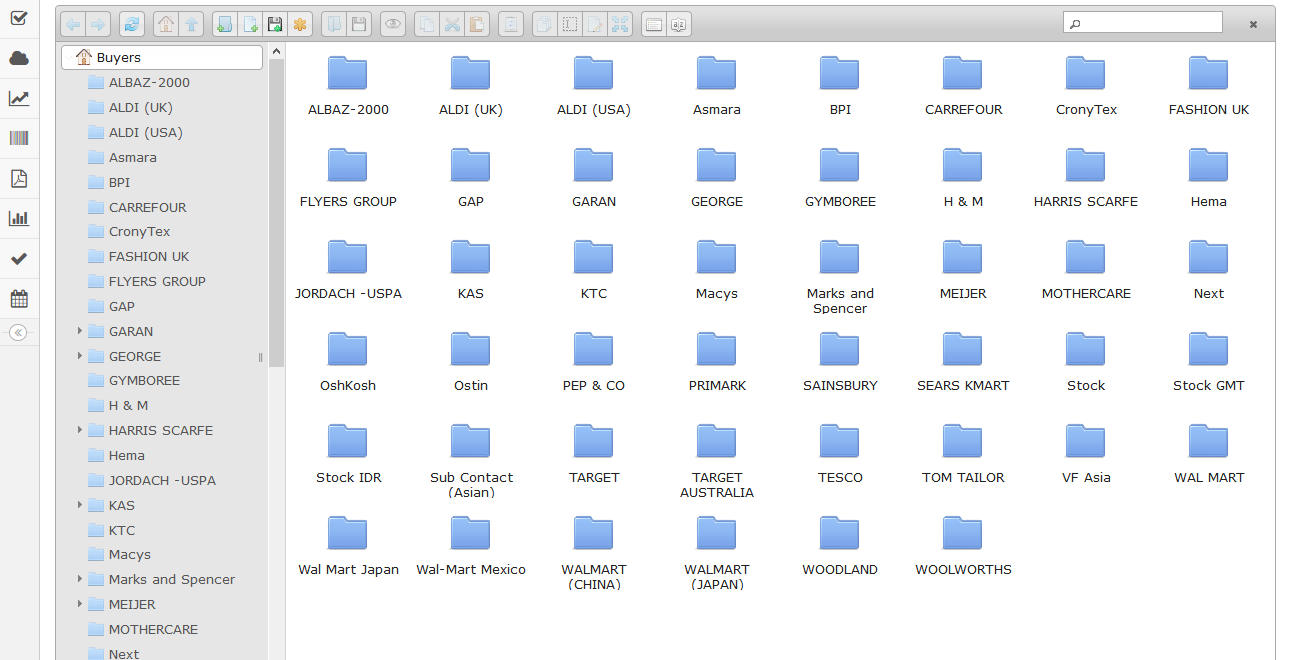 Buyers
ALBAZ-2000
ALDI (UK)
ALDI (USA)
Asmara
BPI
CARREFOUR
CronyTex
FASHION UK
FLYERS GROUP
GAP
GARAN
GEORGE
GYMBOREE
H & M
HARRIS SCARFE
Hema
JORDACH -USPA
KAS
KTC
Macys
Marks and Spencer
MEIJER
MOTHERCARE
Next
ALBAZ-2000 ALDI (UK) ALDI (USA) Asmara BPI CARREFOUR CronyTex FASHION UK
FLYERS GROUP GAP GARAN GEORGE GYMBOREE H & M HARRIS SCARFE Hema
JORDACH -USPA KAS KTC Macys Marks and MEIJER MOTHERCARE Next
Spencer
OshKosh Ostin PEP & CO PRIMARK SAINSBURY SEARS KMART Stock Stock GMT
Stock IDR Sub Contact TARGET TARGET TESCO TOM TAILOR VF Asia WAL MART
(Asian) AUSTRALIA
Wal Mart Japan Wal-Mart Mexico WALMART WALMART WOODLAND WOOLWORTHS
(CHINA) (JAPAN)